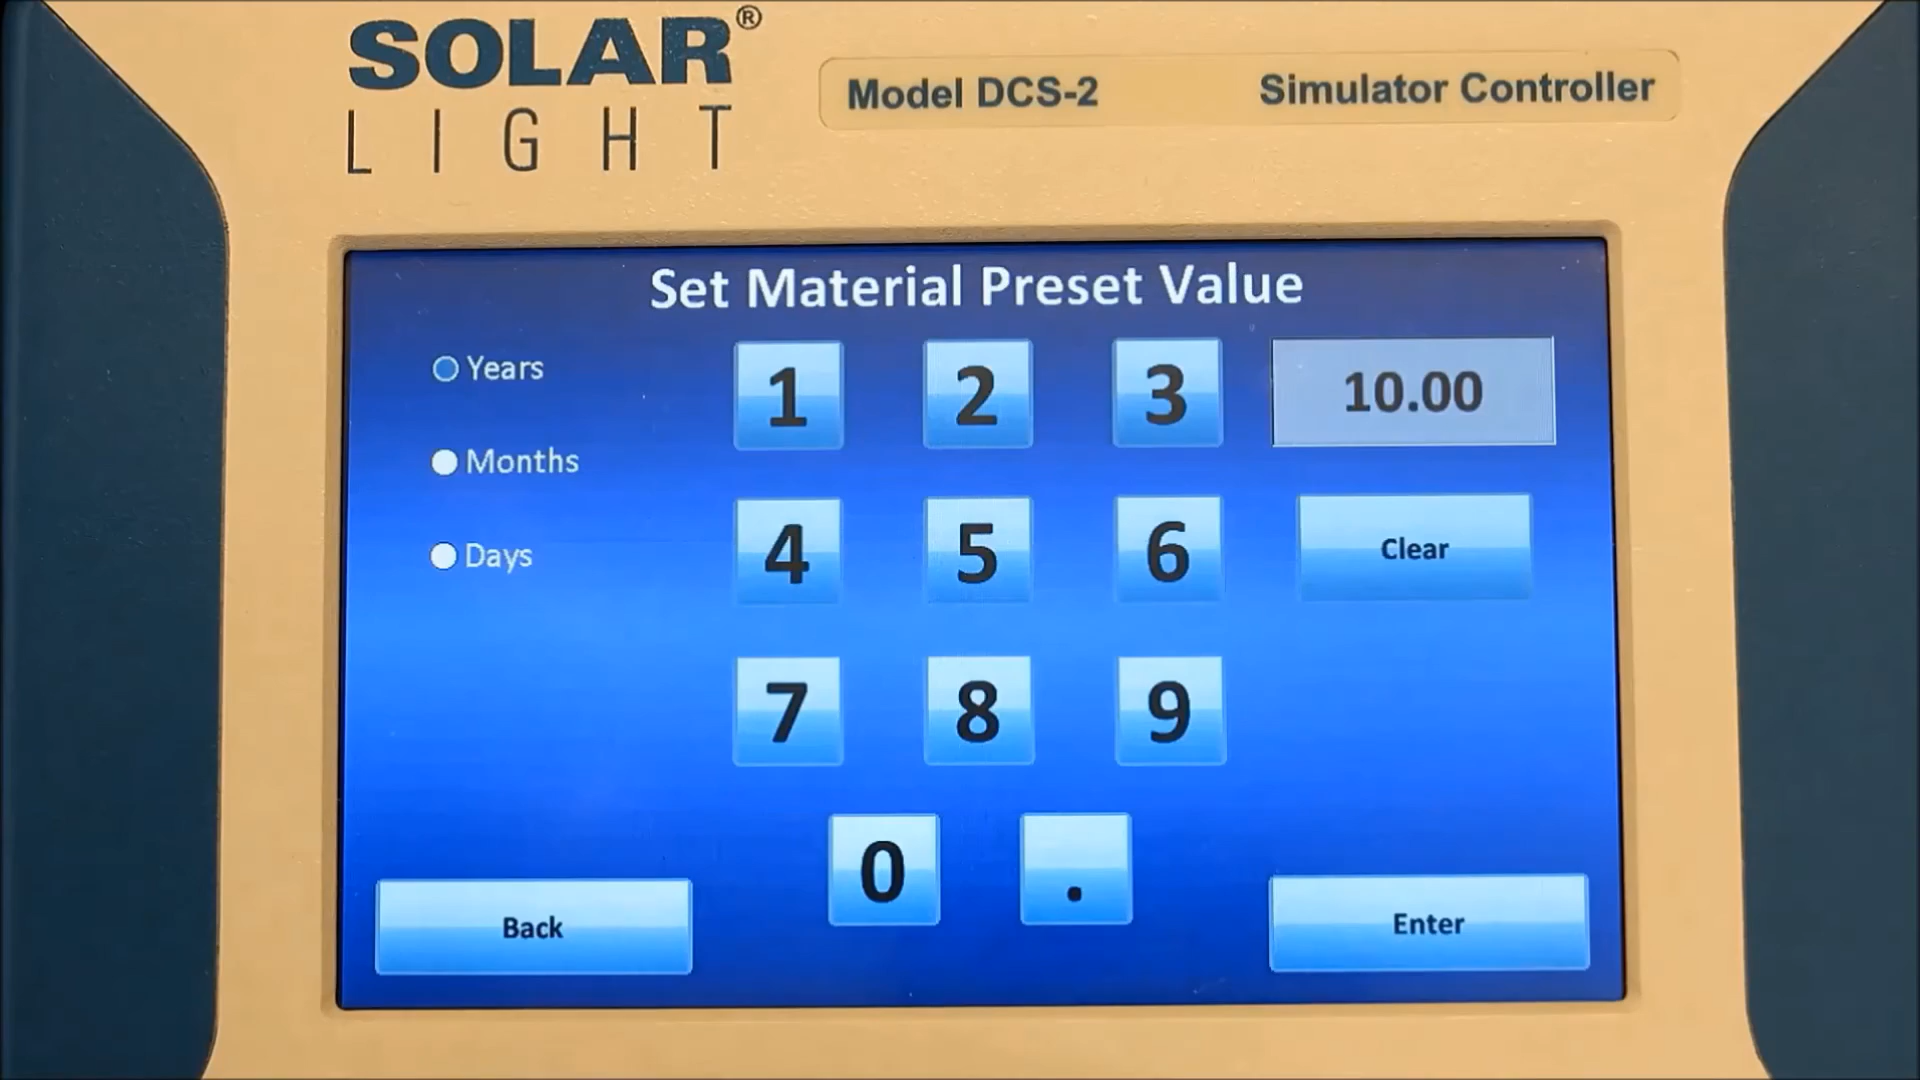 SOLAR®
LIGHT
Model DCS-2 Simulator Controller
Set Material Preset Value
Years
Months
Days
1 2 3 10.00
4 5 6 Clear
7 8 9
0 .
Back
Enter